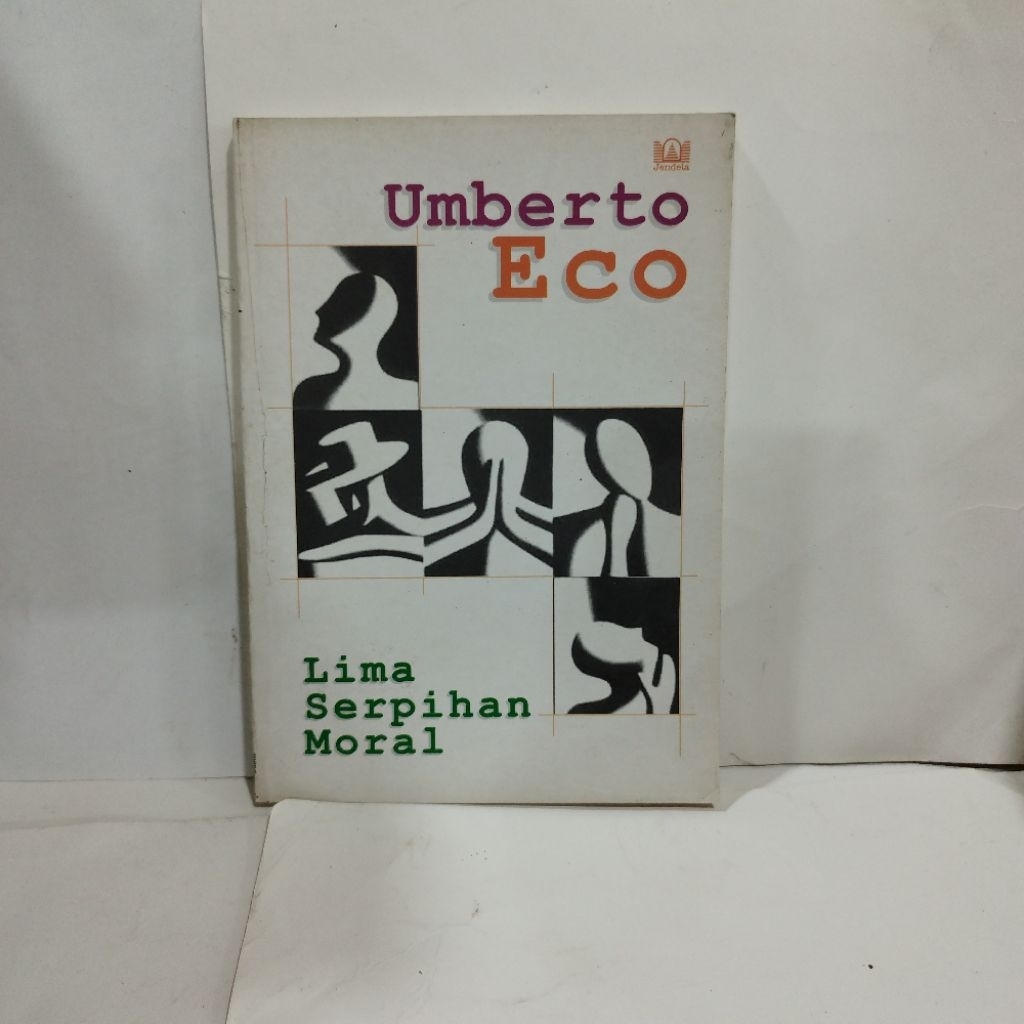 Jendela
Umberto
Eco
Lima
Serpihan
Moral